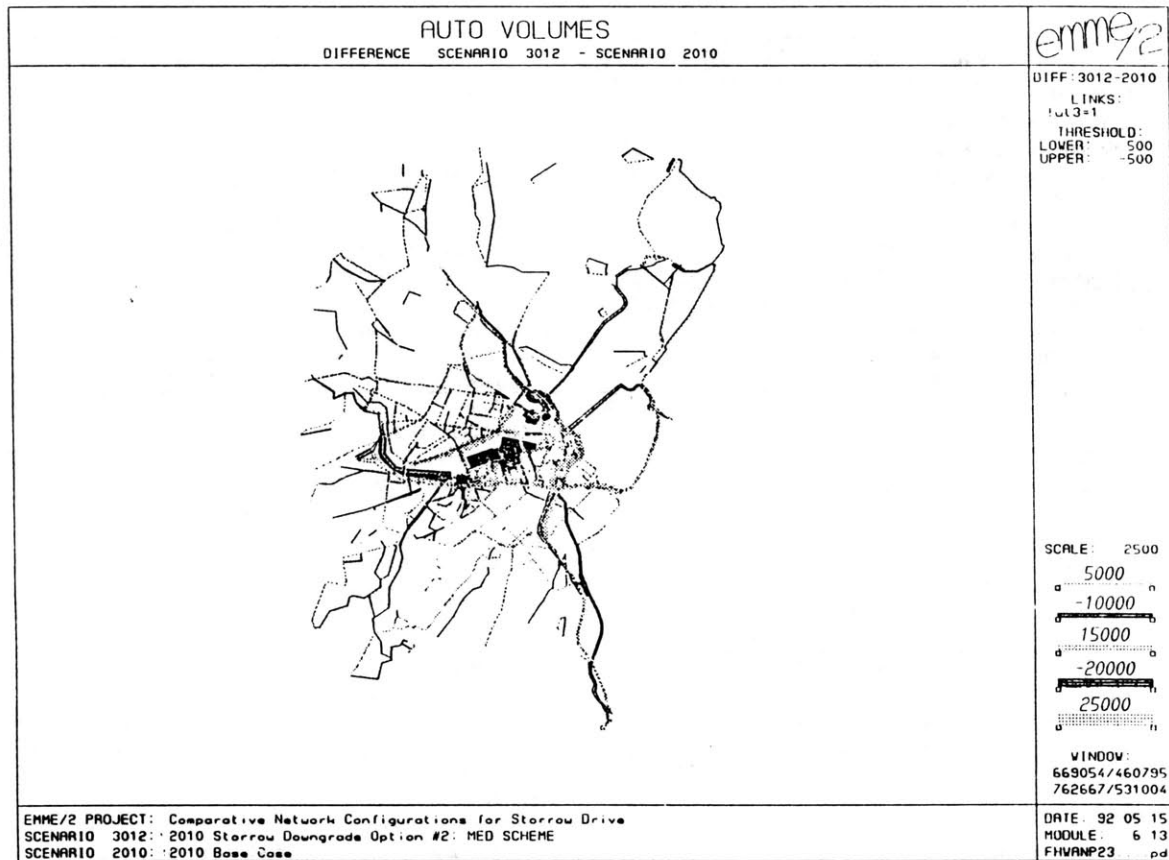 AUTO VOLUMES
DIFFERENCE SCENARIO 3012 - SCENARIO 2010
emme/2
DIFF:3012-2010
LINKS:
THRESHOLD:
LOWER: 500
UPPER: -500
SCALE: 2500
5000
-10000
15000
-20000
25000
WINDOW:
669054/460795
762667/531004
EMME/2 PROJECT: Comparative Network Configurations for Storrow Drive
SCENARIO 3012: 2010 Storrow Downgrade Option #2: MED SCHEME
SCENARIO 2010: 2010 Base Case
DATE: 92 05 15
MODULE: 6 13
FHWANP23 pd